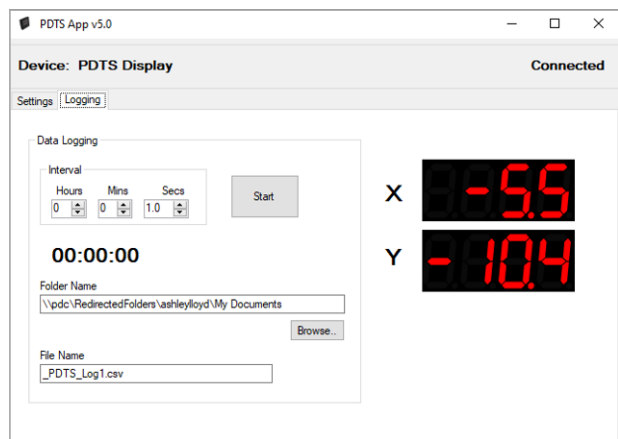 PDTS App v5.0
Device: PDTS Display
Connected
Settings
Logging
Data Logging
Interval
Hours Mins Secs
0 0 1.0
Start
00:00:00
Folder Name
\\pdc\RedirectedFolders\ashleylloyd\My Documents
Browse..
File Name
_PDTS_Log1.csv
X -5.5
Y -10.4